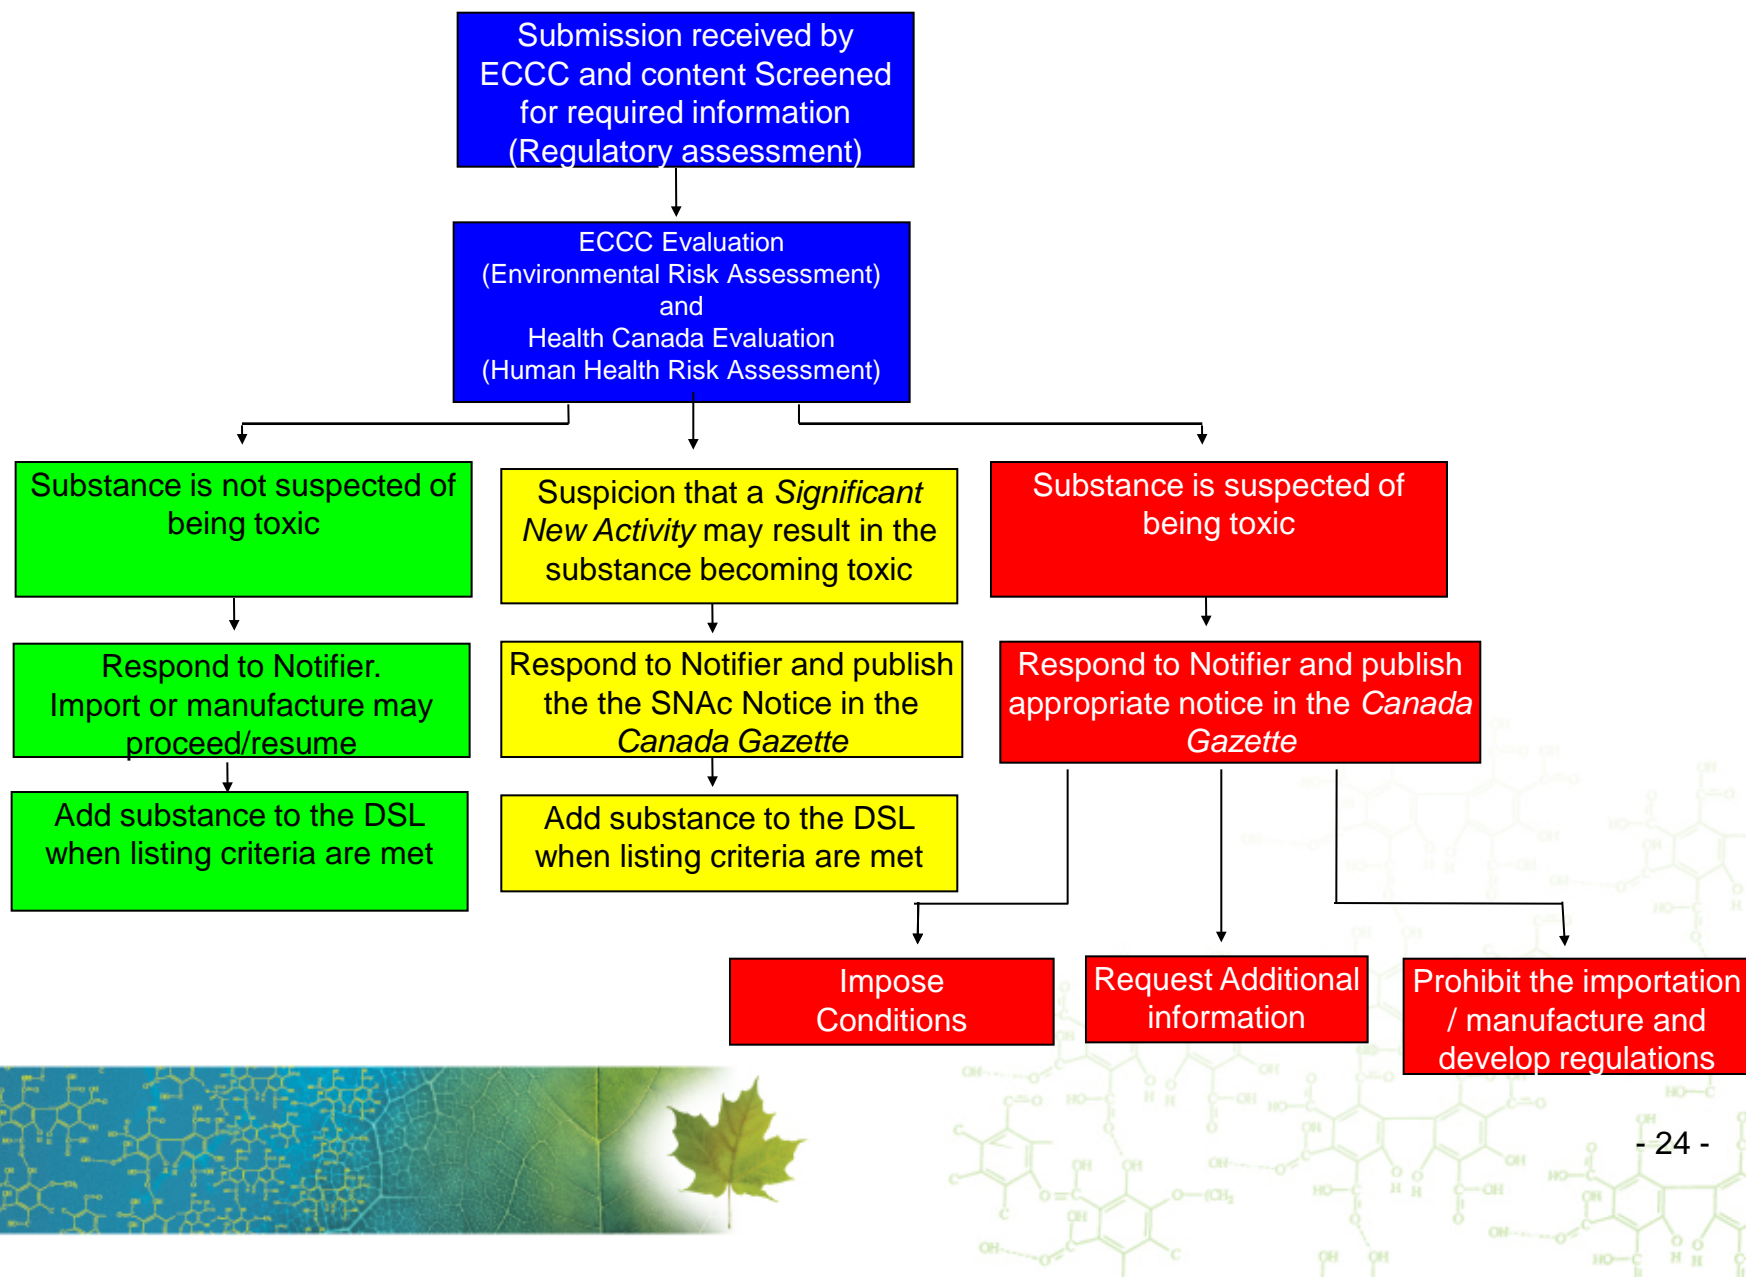 Submission received by
ECCC and content Screened
for required information
(Regulatory assessment)
ECCC Evaluation
(Environmental Risk Assessment)
and
Health Canada Evaluation
(Human Health Risk Assessment)
Substance is not suspected of
being toxic
Suspicion that a Significant
New Activity may result in the
substance becoming toxic
Substance is suspected of
being toxic
Respond to Notifier.
Import or manufacture may
proceed/resume
Respond to Notifier and publish
the the SNAc Notice in the
Canada Gazette
Respond to Notifier and publish
appropriate notice in the Canada
Gazette
Add substance to the DSL
when listing criteria are met
Add substance to the DSL
when listing criteria are met
Impose
Conditions
Request Additional
information
Prohibit the importation
/ manufacture and
develop regulations
- 24 -